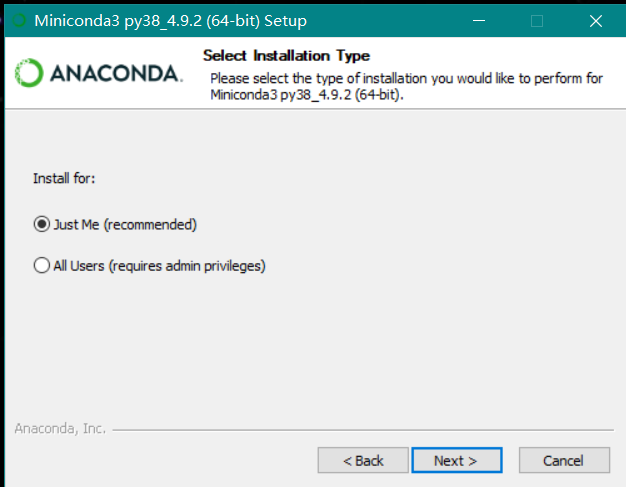 Miniconda3 py38_4.9.2 (64-bit) Setup
ANACONDA.
Select Installation Type
Please select the type of installation you would like to perform for
Miniconda3 py38_4.9.2 (64-bit).
Install for:
Just Me (recommended)
All Users (requires admin privileges)
Anaconda, Inc.
< Back
Next >
Cancel